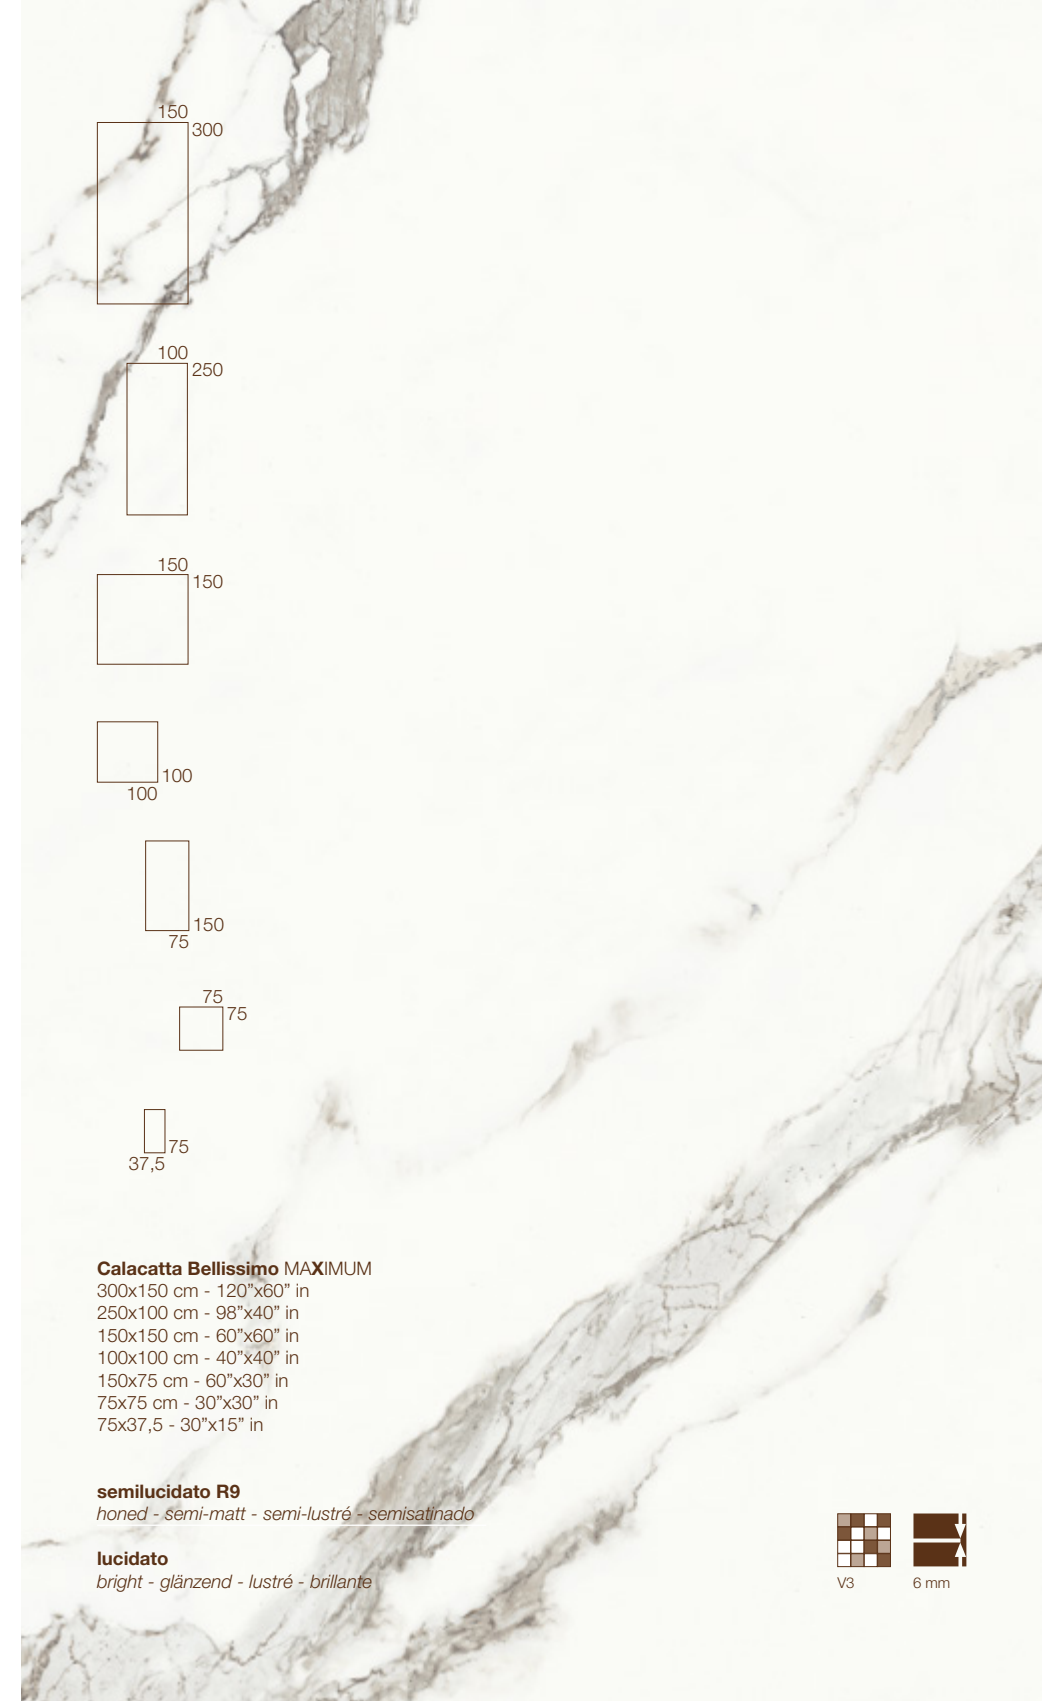 150
300
100
250
150
150
100
100
150
75
75
75
75
37,5
Calacatta Bellissimo MAXIMUM
300x150 cm - 120”x60” in
250x100 cm - 98”x40” in
150x150 cm - 60”x60” in
100x100 cm - 40”x40” in
150x75 cm - 60”x30” in
75x75 cm - 30”x30” in
75x37,5 - 30”x15” in
semilucidato R9
honed - semi-matt - semi-lustré - semisatinado
lucidato
bright - glänzend - lustré - brillante
V3
6 mm